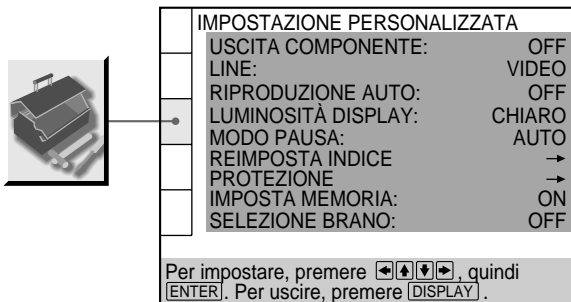 IMPOSTAZIONE PERSONALIZZATA
USCITA COMPONENTE: OFF
LINE: VIDEO
RIPRODUZIONE AUTO: OFF
LUMINOSITÀ DISPLAY: CHIARO
MODO PAUSA: AUTO
REIMPOSTA INDICE →
PROTEZIONE →
IMPOSTA MEMORIA: ON
SELEZIONE BRANO: OFF
Per impostare, premere ←↑↓→, quindi
ENTER. Per uscire, premere DISPLAY.